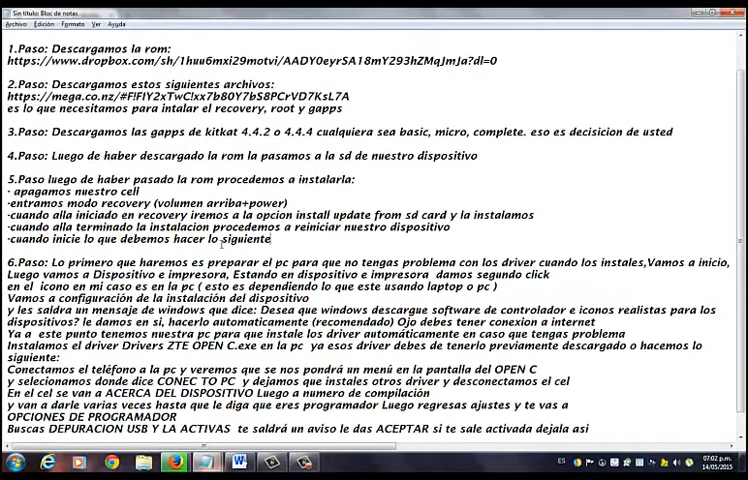 Sin título: Bloc de notas
Archivo Edición Formato Ver Ayuda
1.Paso: Descargamos la rom:
https://www.dropbox.com/sh/1huu6mxi29motvi/AADY0eyrSA18mY293hZMqJmJa?dl=0
2.Paso: Descargamos estos siguientes archivos:
https://mega.co.nz/#F!FIY2xTwC!xx7b80Y7bS8PCrVD7KsL7A
es lo que necesitamos para intalar el recovery, root y gapps
3.Paso: Descargamos las gapps de kitkat 4.4.2 o 4.4.4 cualquiera sea basic, micro, complete. eso es decisicion de usted
4.Paso: Luego de haber descargado la rom la pasamos a la sd de nuestro dispositivo
5.Paso luego de haber pasado la rom procedemos a instalarla:
· apagamos nuestro cell
·entramos modo recovery (volumen arriba+power)
·cuando alla iniciado en recovery iremos a la opcion install update from sd card y la instalamos
·cuando alla terminado la instalacion procedemos a reiniciar nuestro dispositivo
·cuando inicie lo que debemos hacer lo siguiente
6.Paso: Lo primero que haremos es preparar el pc para que no tengas problema con los driver cuando los instales,Vamos a inicio,
Luego vamos a Dispositivo e impresora, Estando en dispositivo e impresora damos segundo click
en el icono en mi caso es en la pc ( esto es dependiendo lo que este usando laptop o pc )
Vamos a configuración de la instalación del dispositivo
y les saldra un mensaje de windows que dice: Desea que windows descargue software de controlador e iconos realistas para los
dispositivos? le damos en si, hacerlo automaticamente (recomendado) Ojo debes tener conexion a internet
Ya a este punto tenemos nuestra pc para que instale los driver automáticamente en caso que tengas problema
Instalamos el driver Drivers ZTE OPEN C.exe en la pc ya esos driver debes de tenerlo previamente descargado o hacemos lo
siguiente:
Conectamos el teléfono a la pc y veremos que se nos pondrá un menú en la pantalla del OPEN C
y selecionamos donde dice CONEC TO PC y dejamos que instales otros driver y desconectamos el cel
En el cel se van a ACERCA DEL DISPOSITIVO Luego a numero de compilación
y van a darle varias veces hasta que le diga que eres programador Luego regresas ajustes y te vas a
OPCIONES DE PROGRAMADOR
Buscas DEPURACION USB Y LA ACTIVAS te saldrá un aviso le das ACEPTAR si te sale activada dejala asi
ES
07:02 p.m.
14/05/2015